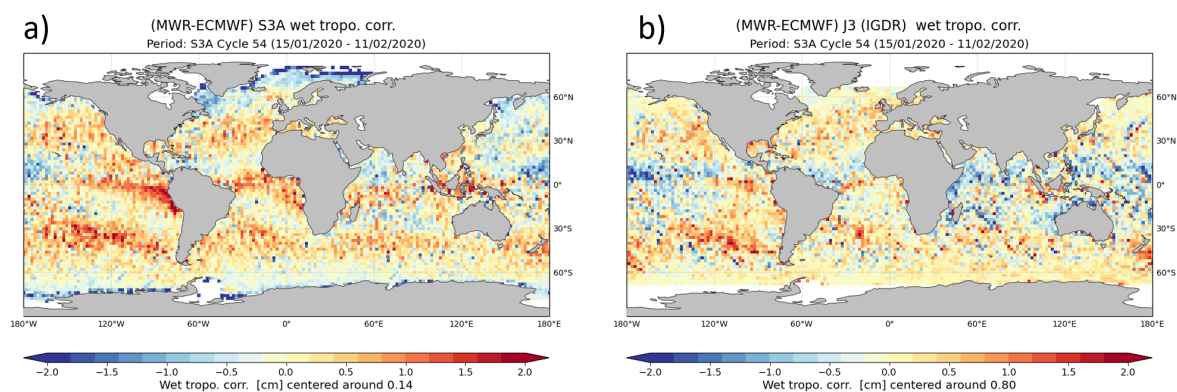 a)
(MWR-ECMWF) S3A wet tropo. corr.
Period: S3A Cycle 54 (15/01/2020 - 11/02/2020)
60°N
30°N
0°
30°S
60°S
180°W 120°W 60°W 0° 60°E 120°E 180°E
−2.0 −1.5 −1.0 −0.5 0.0 0.5 1.0 1.5 2.0
Wet tropo. corr. [cm] centered around 0.14
b)
(MWR-ECMWF) J3 (IGDR) wet tropo. corr.
Period: S3A Cycle 54 (15/01/2020 - 11/02/2020)
60°N
30°N
0°
30°S
60°S
180°W 120°W 60°W 0° 60°E 120°E 180°E
−2.0 −1.5 −1.0 −0.5 0.0 0.5 1.0 1.5 2.0
Wet tropo. corr. [cm] centered around 0.80